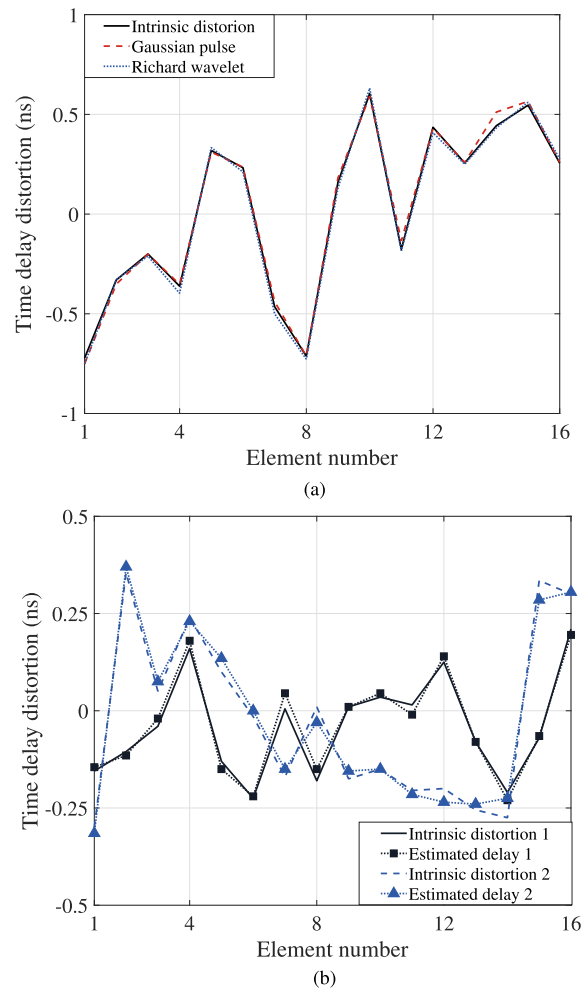 1
0.5
0
-0.5
-1
Time delay distortion (ns)
Intrinsic distorion
Gaussian pulse
Richard wavelet
1 4 8 12 16
Element number
(a)
0.5
0.25
0
-0.25
-0.5
Time delay distortion (ns)
Intrinsic distortion 1
Estimated delay 1
Intrinsic distortion 2
Estimated delay 2
1 4 8 12 16
Element number
(b)